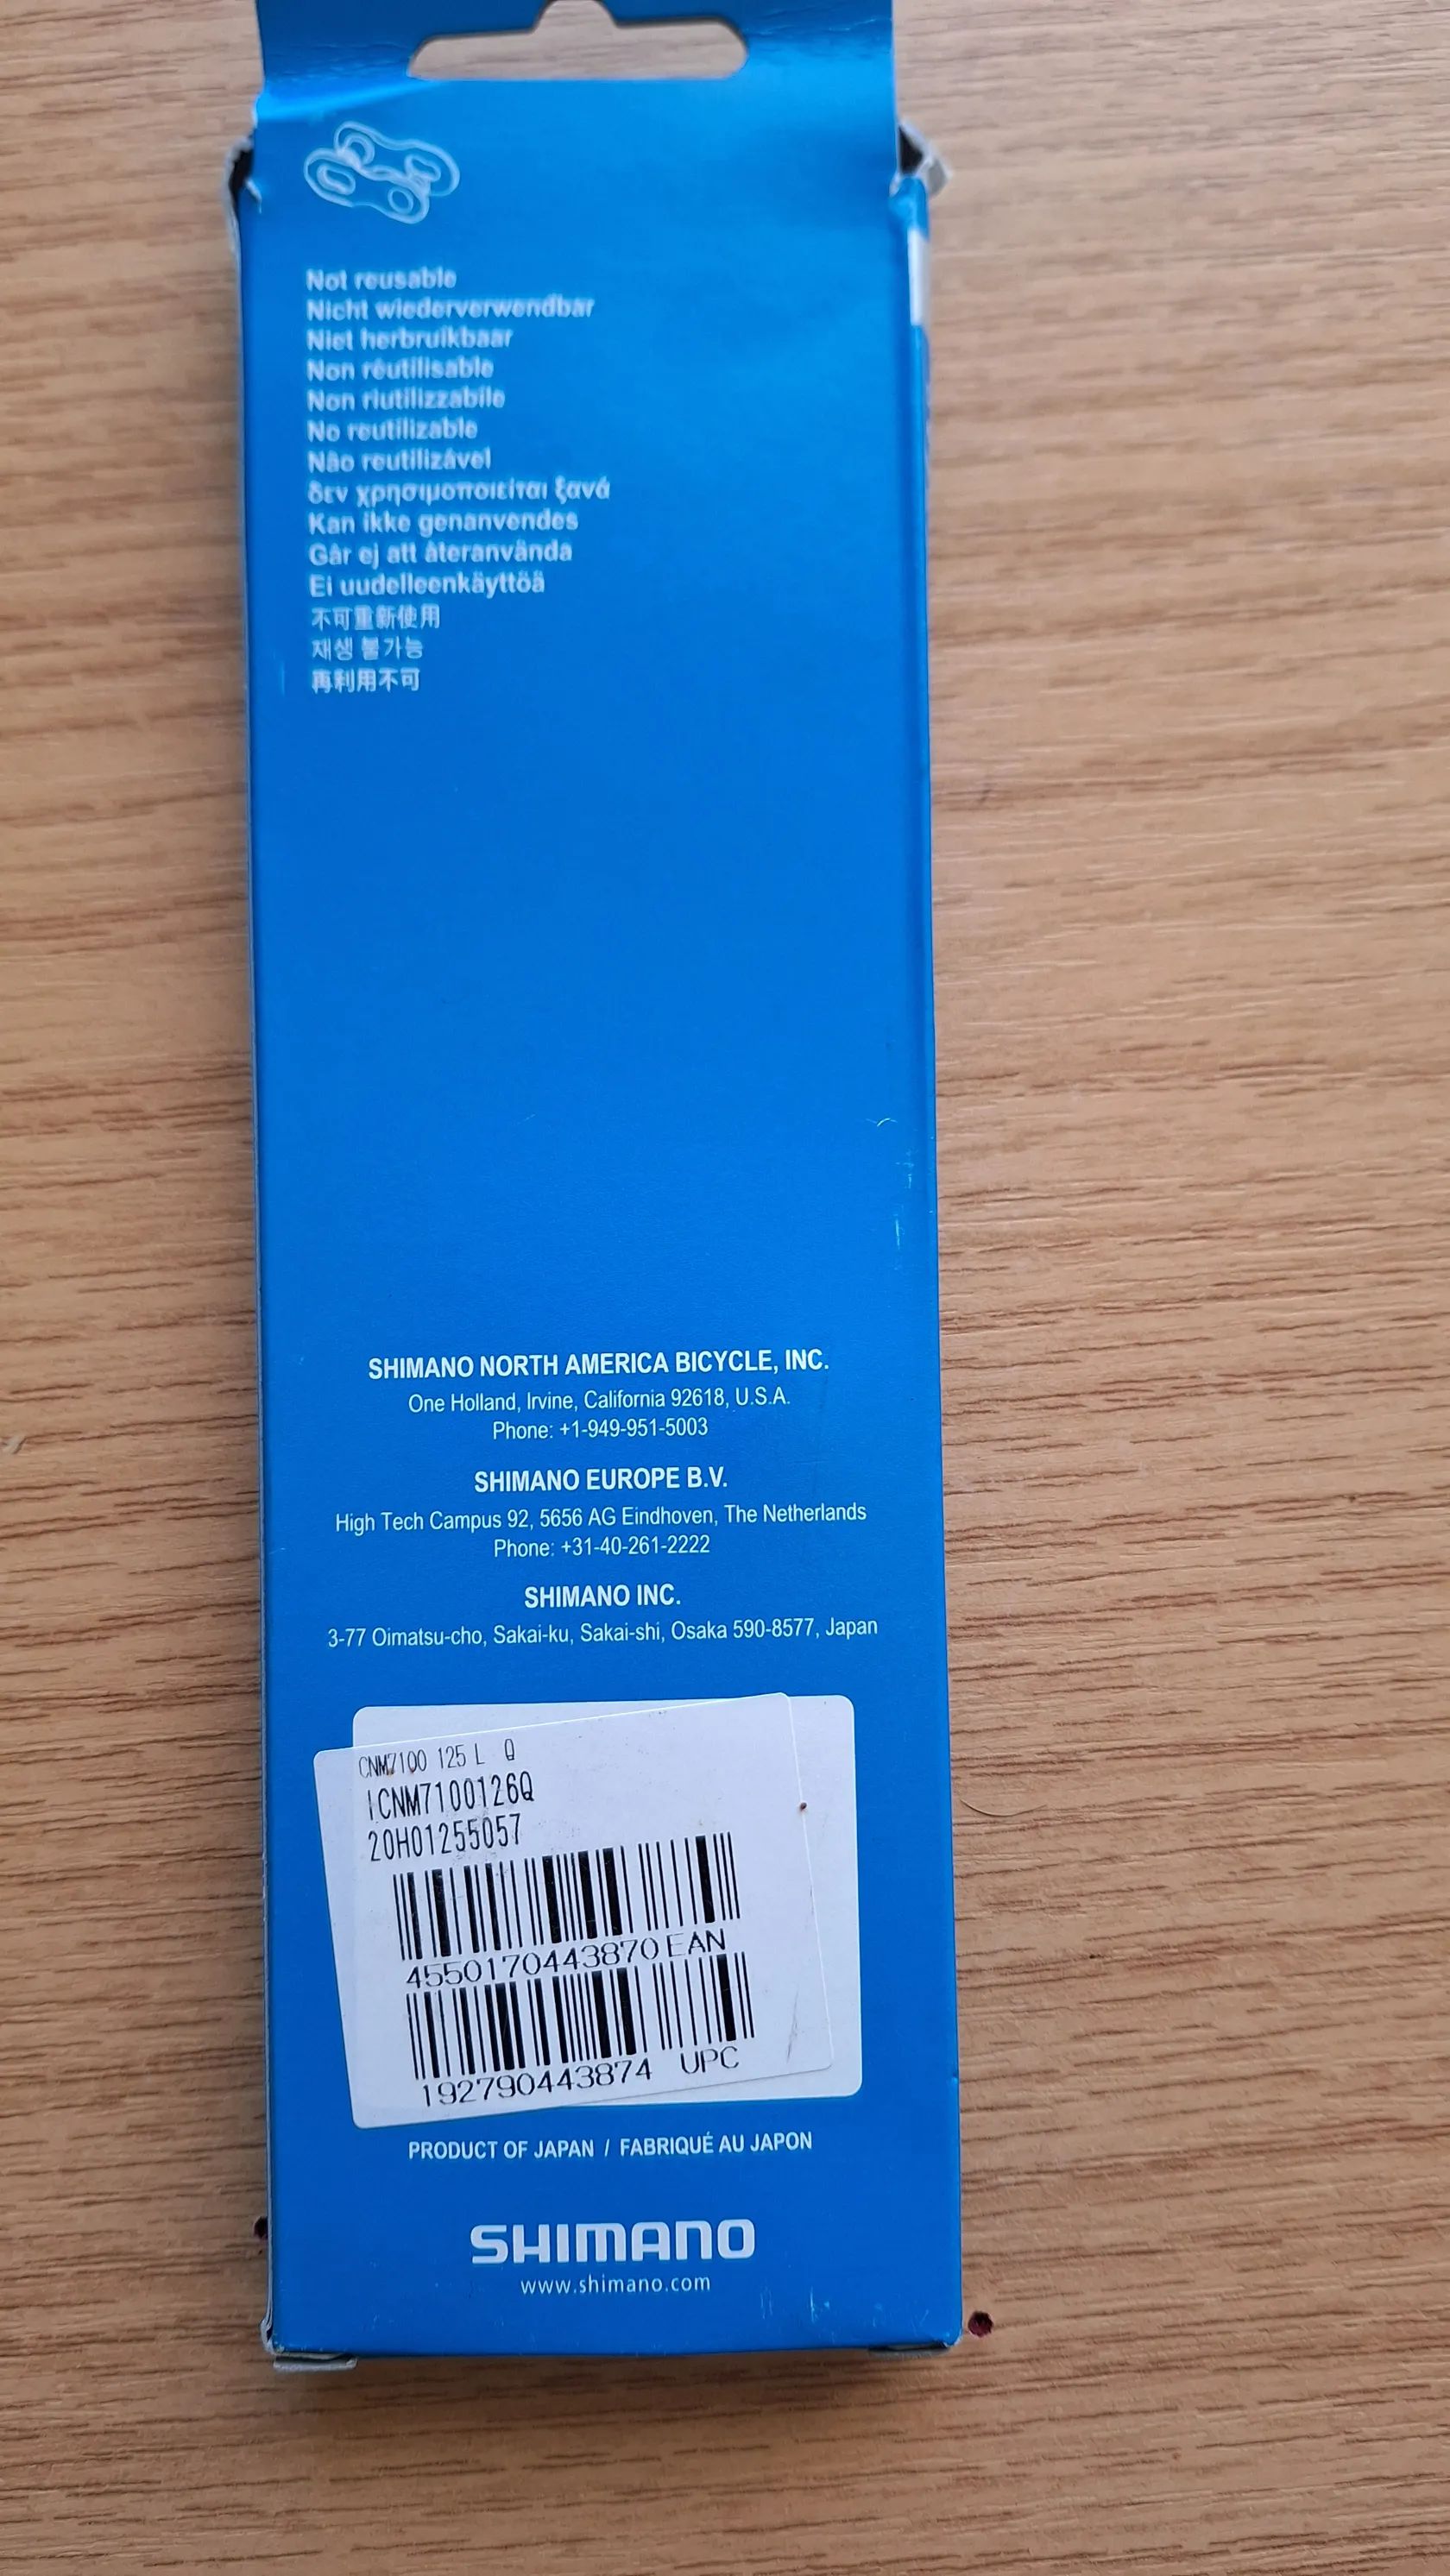 Not reusable
Nicht wiederverwendbar
Niet herbruikbaar
Non réutilisable
Non riutilizzabile
No reutilizable
Não reutilizável
δεν χρησιμοποιείται ξανά
Kan ikke genanvendes
Går ej att återanvända
Ei uudelleenkäyttöä
不可重新使用
재생 불가능
再利用不可
SHIMANO NORTH AMERICA BICYCLE, INC.
One Holland, Irvine, California 92618, U.S.A.
Phone: +1-949-951-5003
SHIMANO EUROPE B.V.
High Tech Campus 92, 5656 AG Eindhoven, The Netherlands
Phone: +31-40-261-2222
SHIMANO INC.
3-77 Oimatsu-cho, Sakai-ku, Sakai-shi, Osaka 590-8577, Japan
CNM7100 125 L Q
ICNM7100126Q
20H01255057
4550170443870 EAN
192790443874 UPC
PRODUCT OF JAPAN / FABRIQUÉ AU JAPON
SHIMANO
www.shimano.com